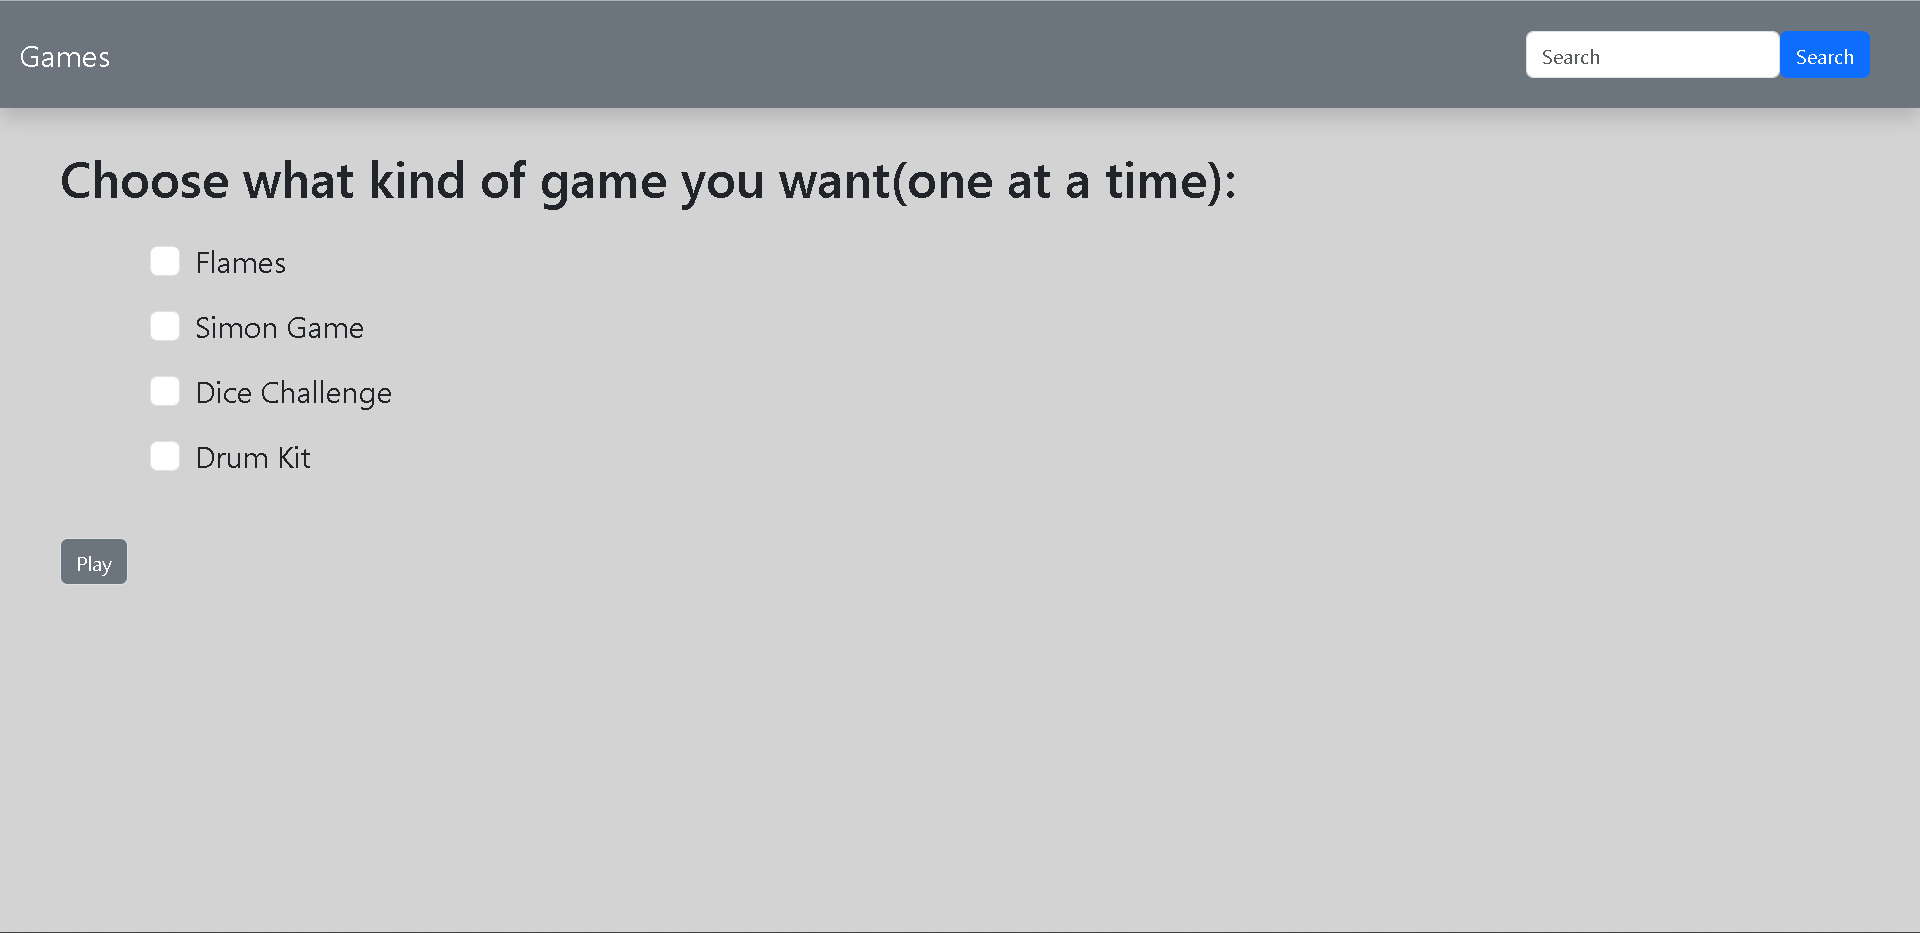 Games
Search
Search
Choose what kind of game you want(one at a time):
Flames
Simon Game
Dice Challenge
Drum Kit
Play